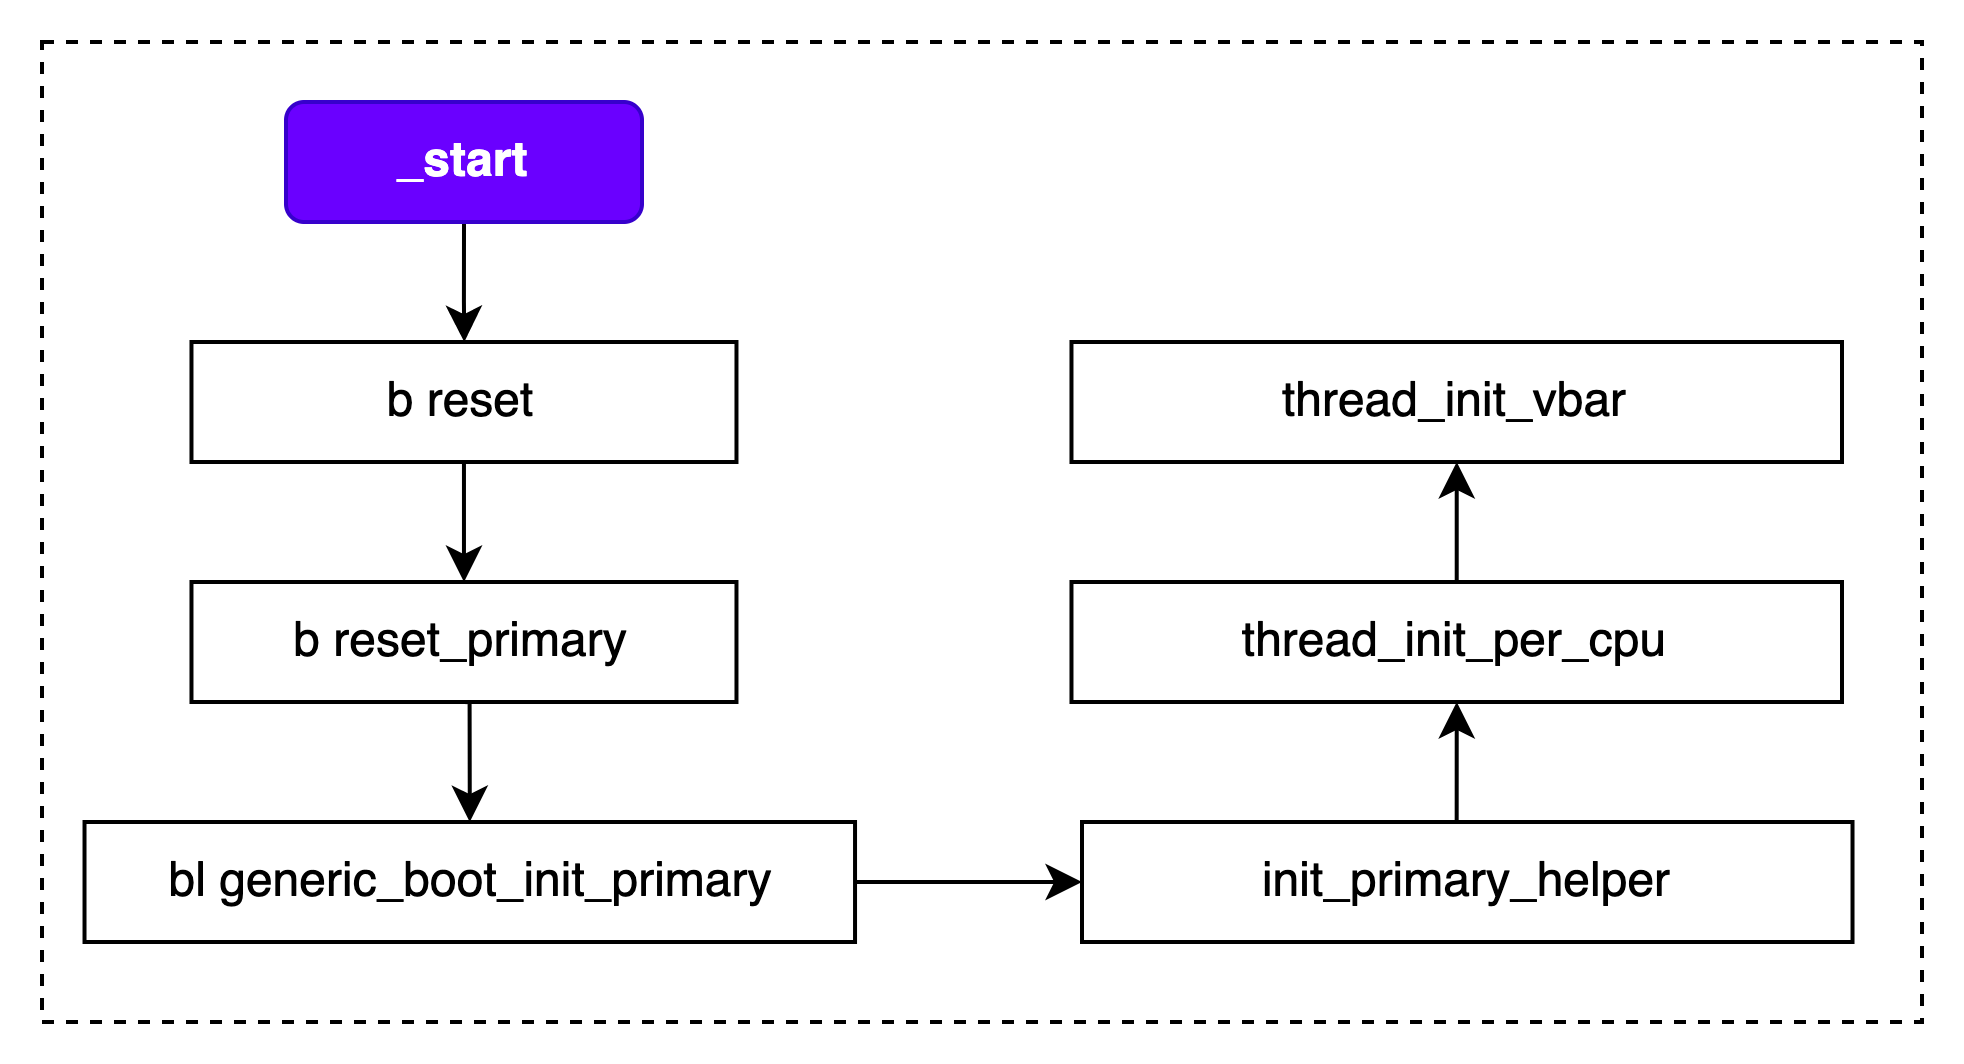 _start
b reset
b reset_primary
bl generic_boot_init_primary
init_primary_helper
thread_init_per_cpu
thread_init_vbar